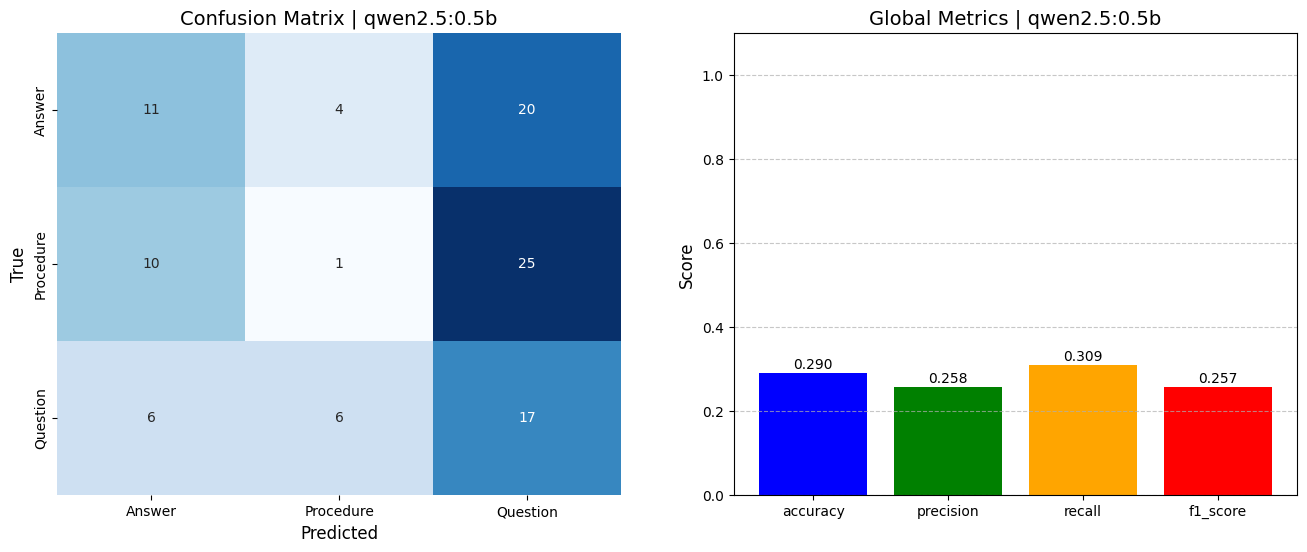 Confusion Matrix | qwen2.5:0.5b
True
Answer
Procedure
Question
11 4 20
10 1 25
6 6 17
Answer Procedure Question
Predicted
Global Metrics | qwen2.5:0.5b
Score
1.0
0.8
0.6
0.4
0.2
0.0
0.290 0.258 0.309 0.257
accuracy precision recall f1_score